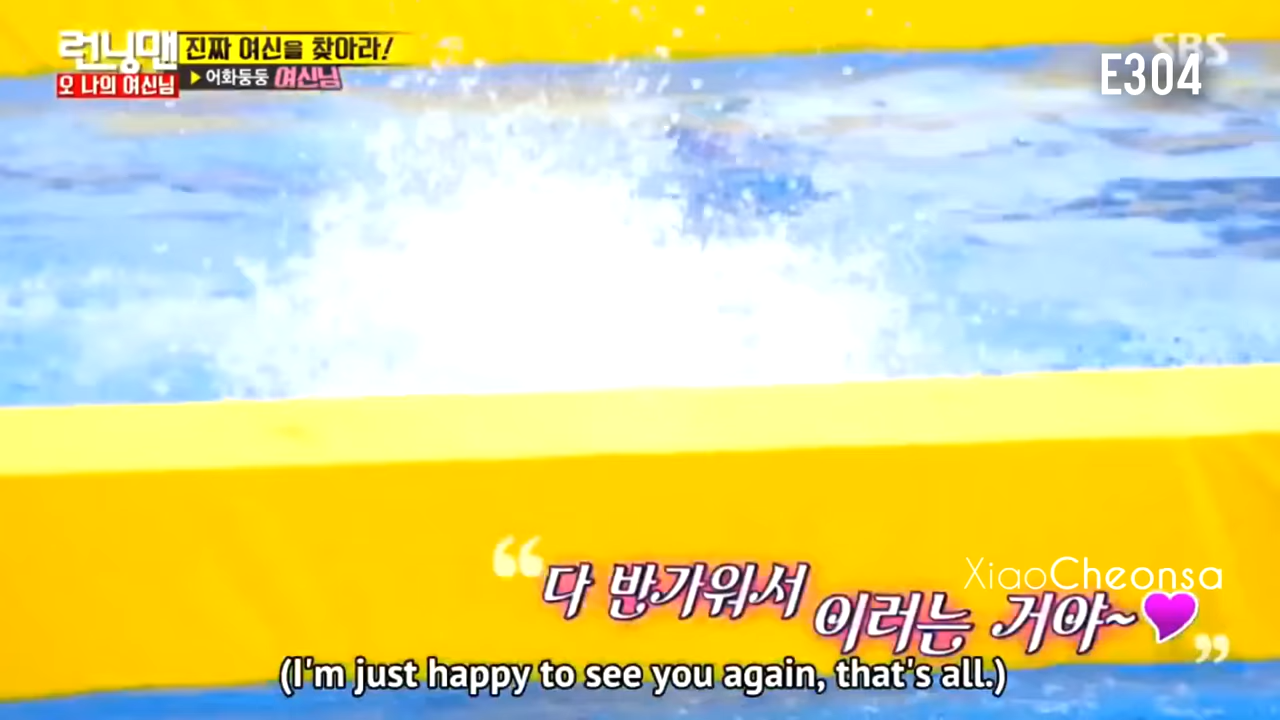 런닝맨 진짜 여신을 찾아라!
오 나의 여신님 ▶ 어화둥둥 여신님
SBS
E304
XiaoCheonsa
“다 반가워서 이러는 거야~”
(I'm just happy to see you again, that's all.)